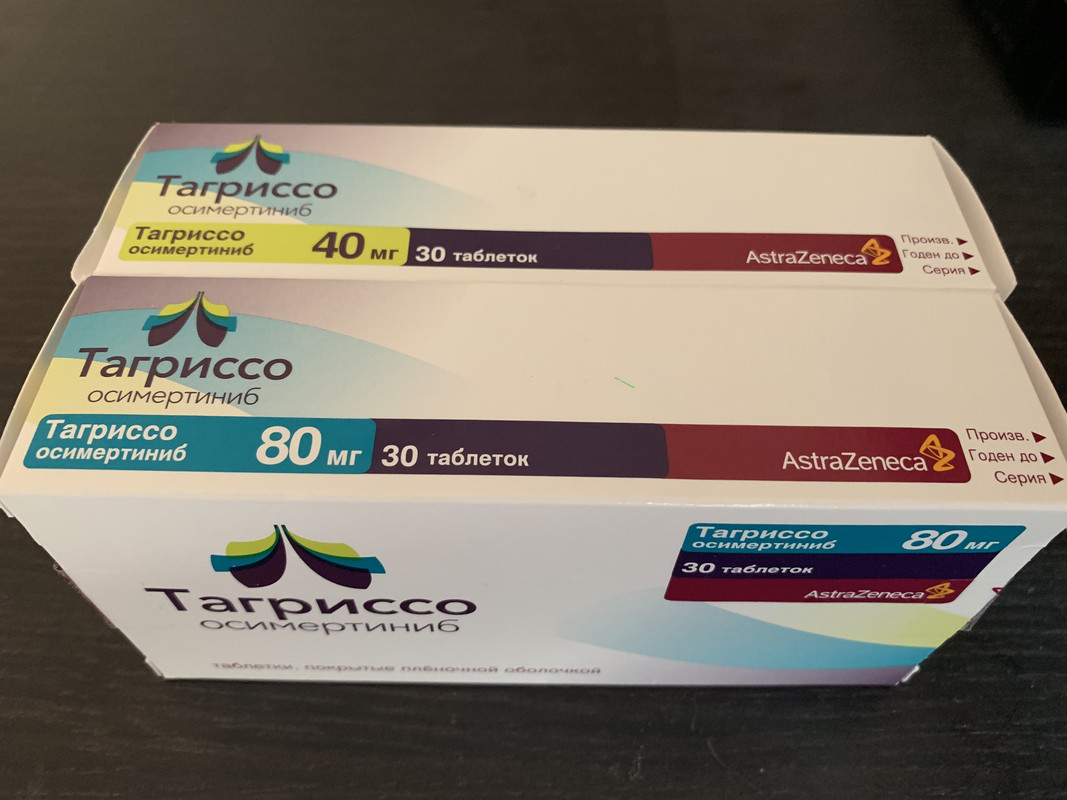 Тагриссо
осимертиниб
Тагриссо
осимертиниб
40 мг
30 таблеток
AstraZeneca
Произв.
Годен до
Серия
Тагриссо
осимертиниб
Тагриссо
осимертиниб
80 мг
30 таблеток
AstraZeneca
Произв.
Годен до
Серия
Тагриссо
осимертиниб
таблетки, покрытые плёночной оболочкой
Тагриссо
осимертиниб
80 мг
30 таблеток
AstraZeneca